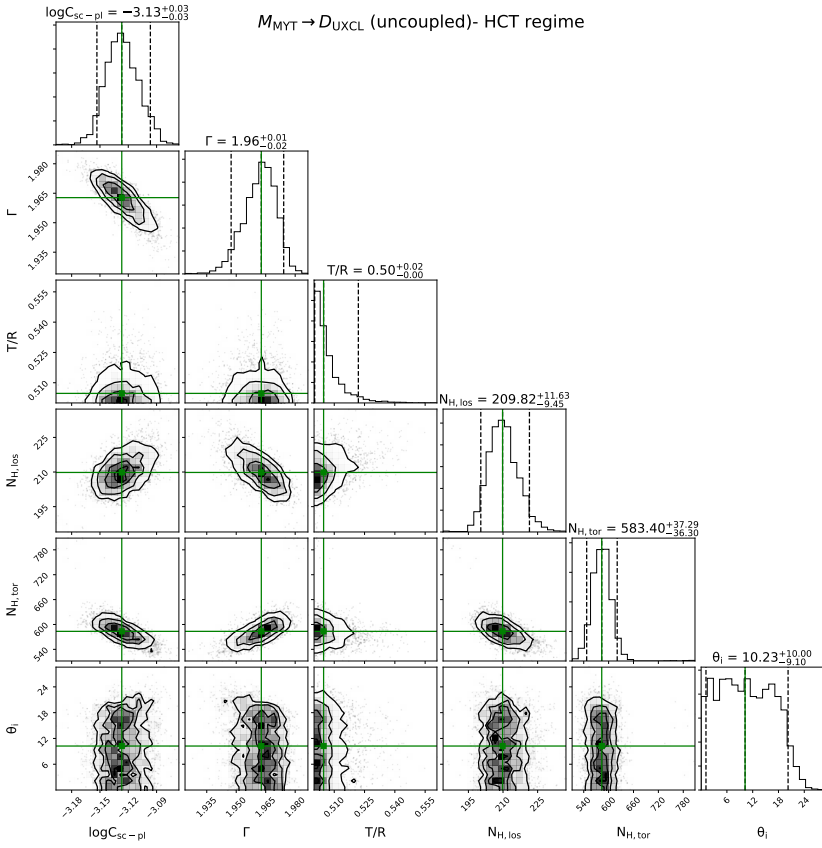 M_MYT → D_UXCL (uncoupled)- HCT regime
logC_sc−pl = −3.13 +0.03 −0.03
Γ = 1.96 +0.01 −0.02
Γ
1.980
1.965
1.950
1.935
T/R = 0.50 +0.02 −0.00
T/R
0.555
0.540
0.525
0.510
N_H,los = 209.82 +11.63 −9.45
N_H,los
225
210
195
N_H,tor = 583.40 +37.29 −36.30
N_H,tor
780
720
660
600
540
θ_i = 10.23 +10.00 −9.10
θ_i
24
18
12
6
−3.18 −3.15 −3.12 −3.09
1.935 1.950 1.965 1.980
0.510 0.525 0.540 0.555
195 210 225
540 600 660 720 780
6 12 18 24
logC_sc−pl Γ T/R N_H,los N_H,tor θ_i